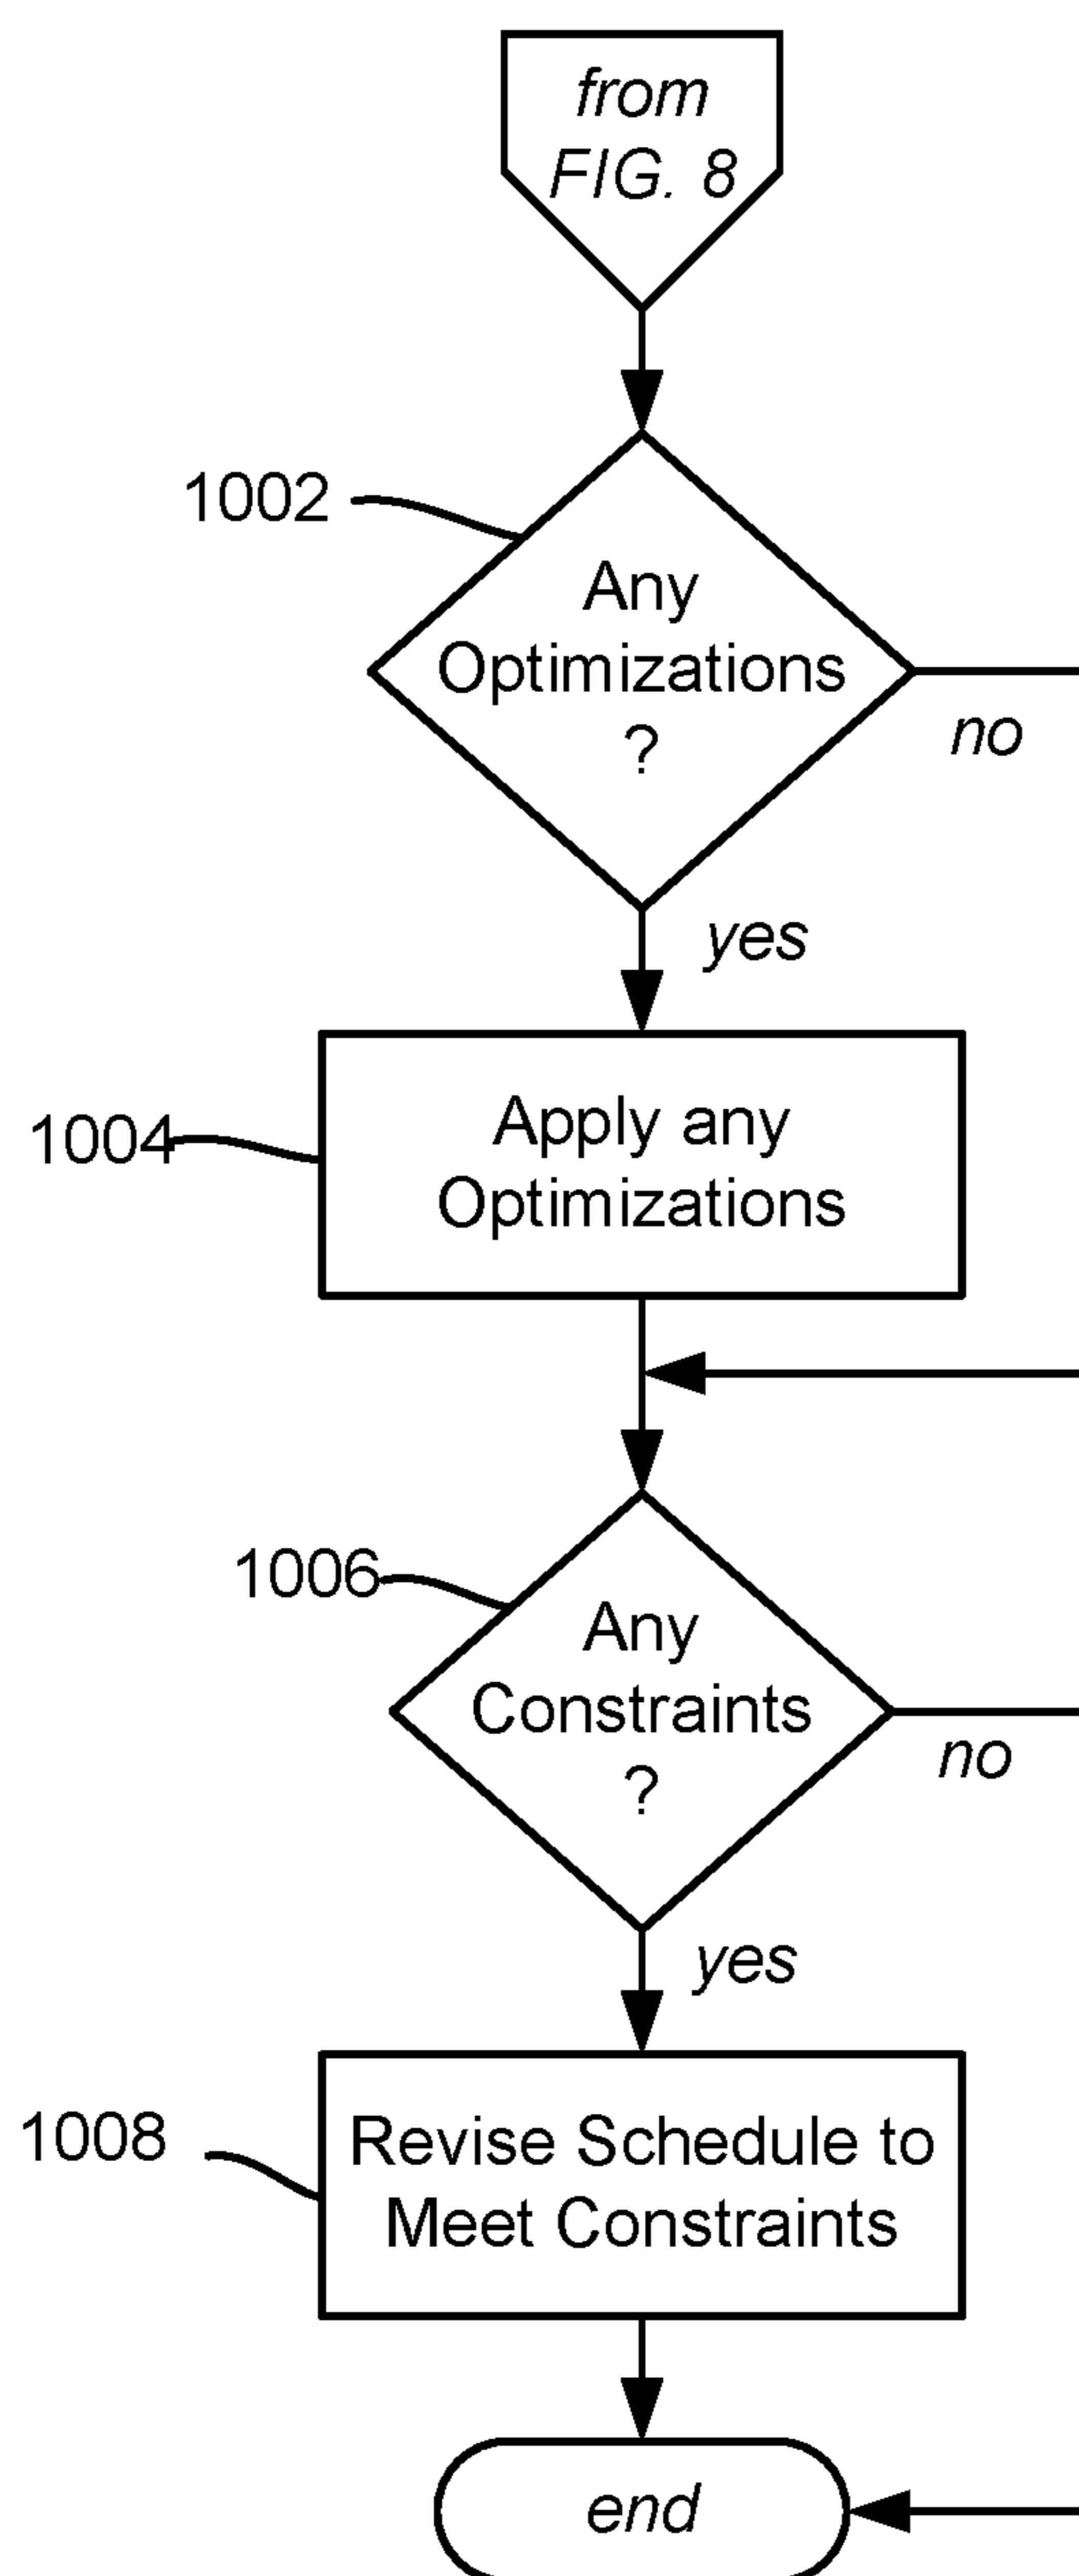 from
FIG. 8
1002
Any
Optimizations
?
no
yes
1004
Apply any
Optimizations
1006
Any
Constraints
?
no
yes
1008
Revise Schedule to
Meet Constraints
end